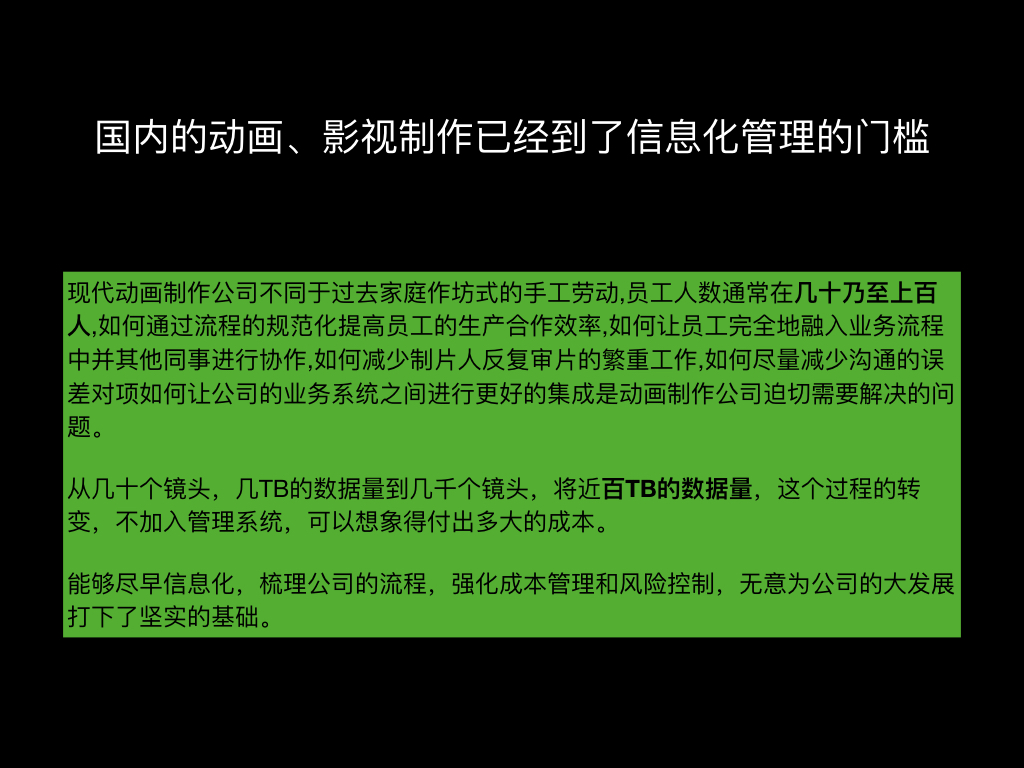 国内的动画、影视制作已经到了信息化管理的门槛
现代动画制作公司不同于过去家庭作坊式的手工劳动,员工人数通常在几十乃至上百
人,如何通过流程的规范化提高员工的生产合作效率,如何让员工完全地融入业务流程
中并其他同事进行协作,如何减少制片人反复审片的繁重工作,如何尽量减少沟通的误
差对项如何让公司的业务系统之间进行更好的集成是动画制作公司迫切需要解决的问
题。
从几十个镜头，几TB的数据量到几千个镜头，将近百TB的数据量，这个过程的转
变，不加入管理系统，可以想象得付出多大的成本。
能够尽早信息化，梳理公司的流程，强化成本管理和风险控制，无意为公司的大发展
打下了坚实的基础。